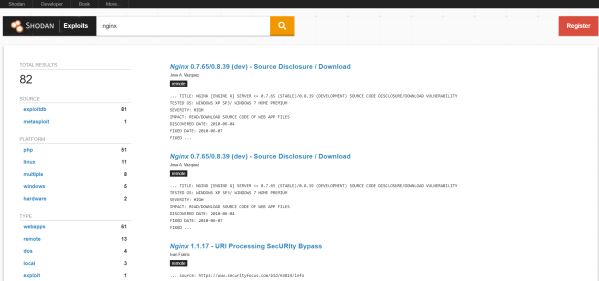 Shodan Developer Book More...
SHODAN Exploits nginx Register
TOTAL RESULTS
82
SOURCE
exploitdb 81
metasploit 1
PLATFORM
php 51
linux 11
multiple 8
windows 5
hardware 2
TYPE
webapps 61
remote 13
dos 4
local 3
exploit 1
Nginx 0.7.65/0.8.39 (dev) - Source Disclosure / Download
Jose A. Vazquez
remote
... TITLE: NGINX [ENGINE X] SERVER <= 0.7.65 (STABLE)/0.8.39 (DEVELOPMENT) SOURCE CODE DISCLOSURE/DOWNLOAD VULNERABILITY
TESTED OS: WINDOWS XP SP3/ WINDOWS 7 HOME PREMIUM
SEVERITY: HIGH
IMPACT: READ/DOWNLOAD SOURCE CODE OF WEB APP FILES
DISCOVERED DATE: 2010-06-04
FIXED DATE: 2010-06-07
FIXED ...
Nginx 0.7.65/0.8.39 (dev) - Source Disclosure / Download
Jose A. Vazquez
remote
... TITLE: NGINX [ENGINE X] SERVER <= 0.7.65 (STABLE)/0.8.39 (DEVELOPMENT) SOURCE CODE DISCLOSURE/DOWNLOAD VULNERABILITY
TESTED OS: WINDOWS XP SP3/ WINDOWS 7 HOME PREMIUM
SEVERITY: HIGH
IMPACT: READ/DOWNLOAD SOURCE CODE OF WEB APP FILES
DISCOVERED DATE: 2010-06-04
FIXED DATE: 2010-06-07
FIXED ...
Nginx 1.1.17 - URI Processing SecURIty Bypass
Ivan Fratric
remote
... source: https://www.securityfocus.com/bid/